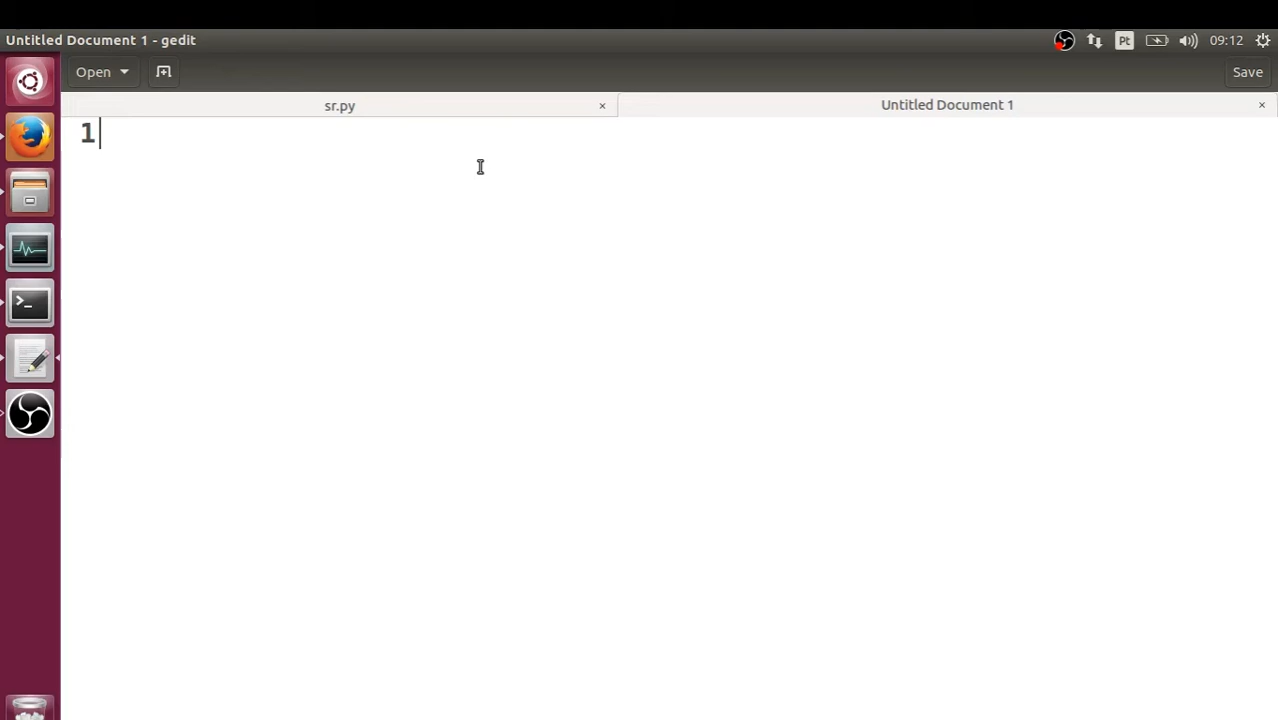 Untitled Document 1 - gedit
Pt
09:12
Open
Save
sr.py
Untitled Document 1
1